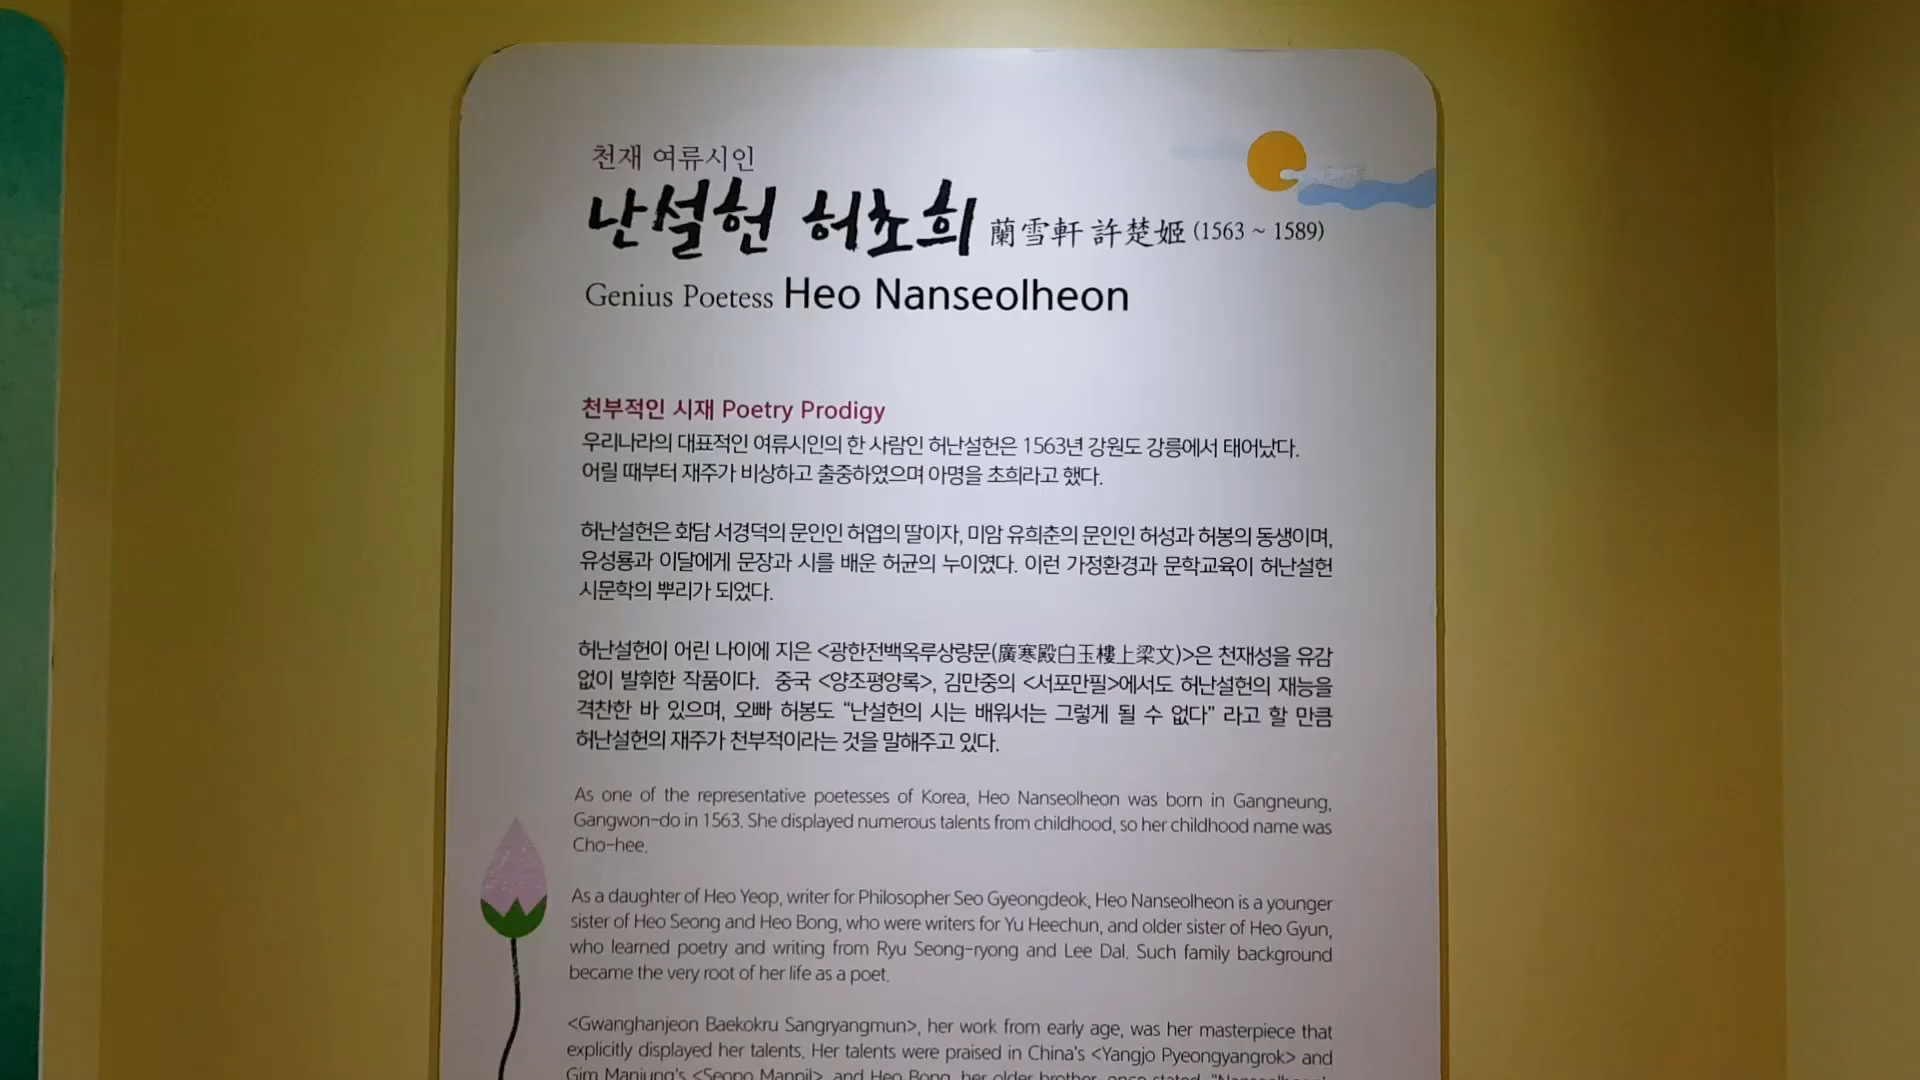 천재 여류시인
난설헌 허초희 蘭雪軒 許楚姬 (1563 ~ 1589)
Genius Poetess Heo Nanseolheon
천부적인 시재 Poetry Prodigy
우리나라의 대표적인 여류시인의 한 사람인 허난설헌은 1563년 강원도 강릉에서 태어났다.
어릴 때부터 재주가 비상하고 출중하였으며 아명을 초희라고 했다.
허난설헌은 화담 서경덕의 문인인 허엽의 딸이자, 미암 유희춘의 문인인 허성과 허봉의 동생이며,
유성룡과 이달에게 문장과 시를 배운 허균의 누이였다. 이런 가정환경과 문학교육이 허난설헌
시문학의 뿌리가 되었다.
허난설헌이 어린 나이에 지은 <광한전백옥루상량문(廣寒殿白玉樓上梁文)>은 천재성을 유감
없이 발휘한 작품이다. 중국 <양조평양록>, 김만중의 <서포만필>에서도 허난설헌의 재능을
격찬한 바 있으며, 오빠 허봉도 “난설헌의 시는 배워서는 그렇게 될 수 없다” 라고 할 만큼
허난설헌의 재주가 천부적이라는 것을 말해주고 있다.
As one of the representative poetesses of Korea, Heo Nanseolheon was born in Gangneung,
Gangwon-do in 1563. She displayed numerous talents from childhood, so her childhood name was
Cho-hee.
As a daughter of Heo Yeop, writer for Philosopher Seo Gyeongdeok, Heo Nanseolheon is a younger
sister of Heo Seong and Heo Bong, who were writers for Yu Heechun, and older sister of Heo Gyun,
who learned poetry and writing from Ryu Seong-ryong and Lee Dal. Such family background
became the very root of her life as a poet.
<Gwanghanjeon Baekokru Sangryangmun>, her work from early age, was her masterpiece that
explicitly displayed her talents. Her talents were praised in China's <Yangjo Pyeongyangrok> and
Gim Manjung's <Seopo Manpil>, and Heo Bong, her older brother, once stated, "Nanseolheon's